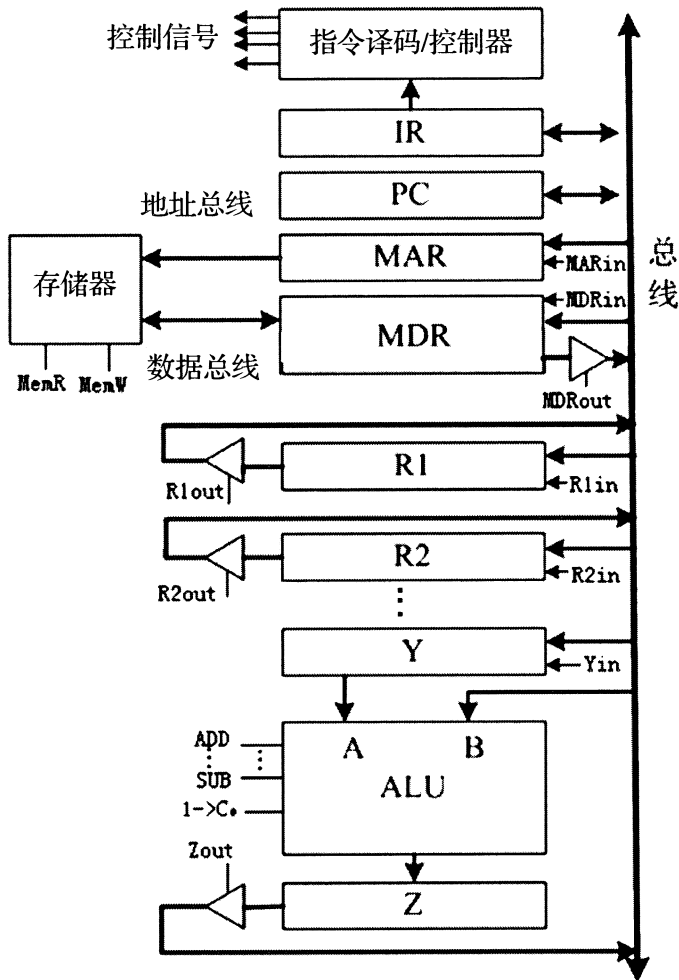 控制信号
指令译码/控制器
IR
PC
地址总线
MAR
MARin
总线
存储器
MDRin
MDR
数据总线
MemR MemW
MDRout
R1
R1out
R1in
R2
R2out
R2in
Y
Yin
ADD
A B
SUB
ALU
1->C₀
Zout
Z